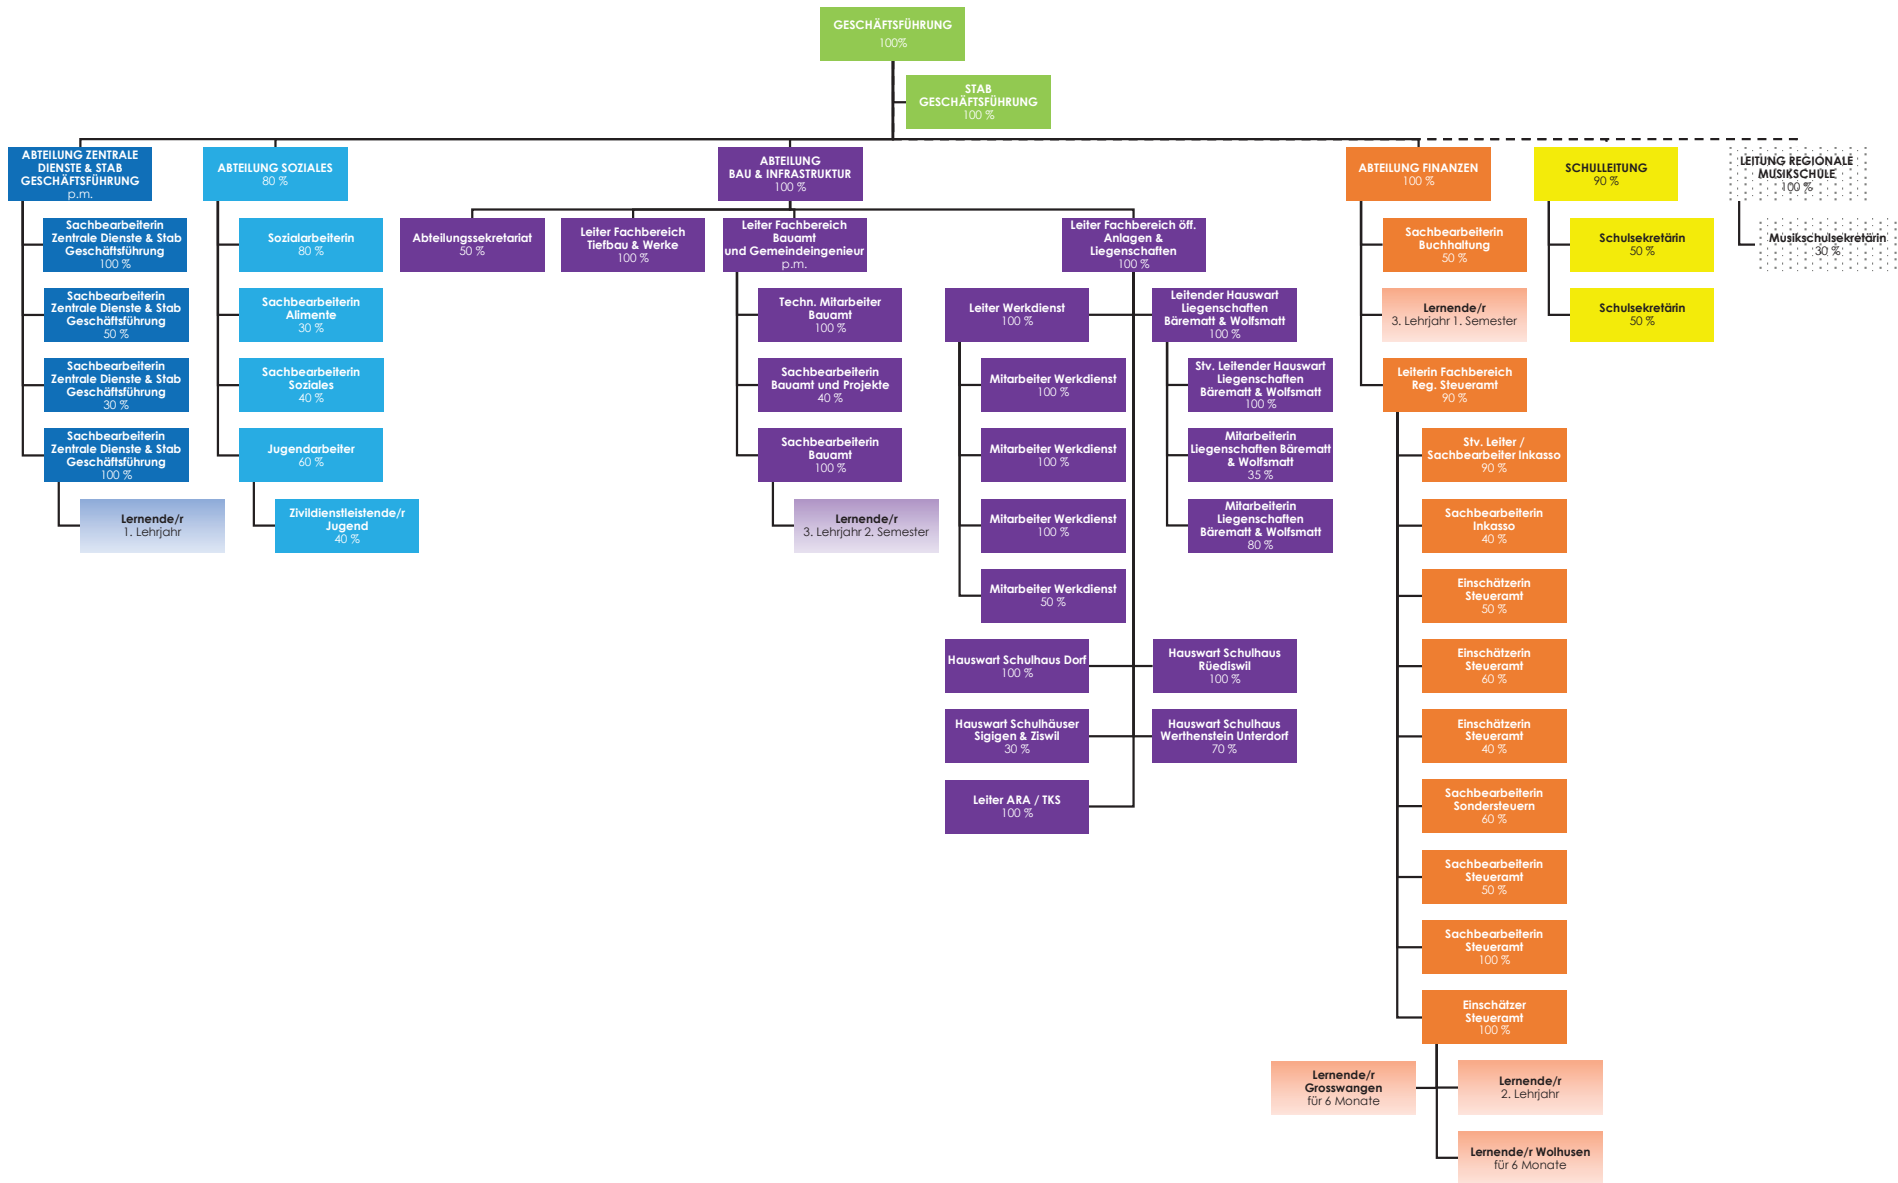 GESCHÄFTSFÜHRUNG
100%
STAB
GESCHÄFTSFÜHRUNG
100 %
ABTEILUNG ZENTRALE
DIENSTE & STAB
GESCHÄFTSFÜHRUNG
p.m.
Sachbearbeiterin
Zentrale Dienste & Stab
Geschäftsführung
100 %
Sachbearbeiterin
Zentrale Dienste & Stab
Geschäftsführung
50 %
Sachbearbeiterin
Zentrale Dienste & Stab
Geschäftsführung
30 %
Sachbearbeiterin
Zentrale Dienste & Stab
Geschäftsführung
100 %
Lernende/r
1. Lehrjahr
ABTEILUNG SOZIALES
80 %
Sozialarbeiterin
80 %
Sachbearbeiterin
Alimente
30 %
Sachbearbeiterin
Soziales
40 %
Jugendarbeiter
60 %
Zivildienstleistende/r
Jugend
40 %
ABTEILUNG
BAU & INFRASTRUKTUR
100 %
Abteilungssekretariat
50 %
Leiter Fachbereich
Tiefbau & Werke
100 %
Leiter Fachbereich
Bauamt
und Gemeindeingenieur
p.m.
Techn. Mitarbeiter
Bauamt
100 %
Sachbearbeiterin
Bauamt und Projekte
40 %
Sachbearbeiterin
Bauamt
100 %
Lernende/r
3. Lehrjahr 2. Semester
Leiter Fachbereich öff.
Anlagen &
Liegenschaften
100 %
Leiter Werkdienst
100 %
Mitarbeiter Werkdienst
100 %
Mitarbeiter Werkdienst
100 %
Mitarbeiter Werkdienst
100 %
Mitarbeiter Werkdienst
50 %
Leitender Hauswart
Liegenschaften
Bärematt & Wolfsmatt
100 %
Stv. Leitender Hauswart
Liegenschaften
Bärematt & Wolfsmatt
100 %
Mitarbeiterin
Liegenschaften Bärematt
& Wolfsmatt
35 %
Mitarbeiterin
Liegenschaften
Bärematt & Wolfsmatt
80 %
Hauswart Schulhaus Dorf
100 %
Hauswart Schulhaus
Rüediswil
100 %
Hauswart Schulhäuser
Sigigen & Ziswil
30 %
Hauswart Schulhaus
Werthenstein Unterdorf
70 %
Leiter ARA / TKS
100 %
ABTEILUNG FINANZEN
100 %
Sachbearbeiterin
Buchhaltung
50 %
Lernende/r
3. Lehrjahr 1. Semester
Leiterin Fachbereich
Reg. Steueramt
90 %
Stv. Leiter /
Sachbearbeiter Inkasso
90 %
Sachbearbeiterin
Inkasso
40 %
Einschätzerin
Steueramt
50 %
Einschätzerin
Steueramt
60 %
Einschätzerin
Steueramt
40 %
Sachbearbeiterin
Sondersteuern
60 %
Sachbearbeiterin
Steueramt
50 %
Sachbearbeiterin
Steueramt
100 %
Einschätzer
Steueramt
100 %
Lernende/r
Grosswangen
für 6 Monate
Lernende/r
2. Lehrjahr
Lernende/r Wolhusen
für 6 Monate
SCHULLEITUNG
90 %
Schulsekretärin
50 %
Schulsekretärin
50 %
LEITUNG REGIONALE
MUSIKSCHULE
100 %
Musikschulsekretärin
30 %